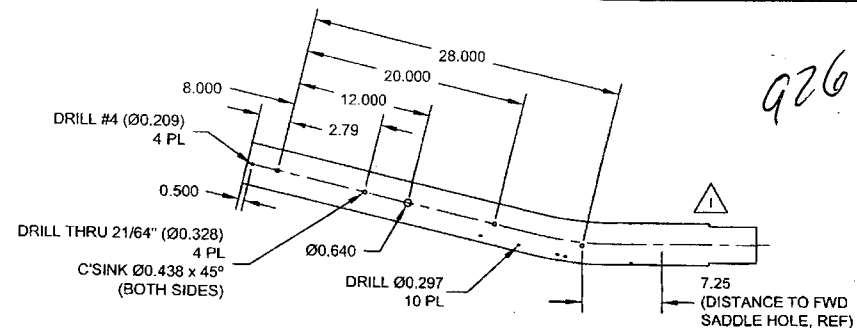 28.000
926
20.000
8.000
12.000
DRILL #4 (Ø0.209)
4 PL
2.79
0.500
1
DRILL THRU 21/64" (Ø0.328)
4 PL
C'SINK Ø0.438 x 45°
(BOTH SIDES)
Ø0.640
DRILL Ø0.297
10 PL
7.25
(DISTANCE TO FWD
SADDLE HOLE, REF)